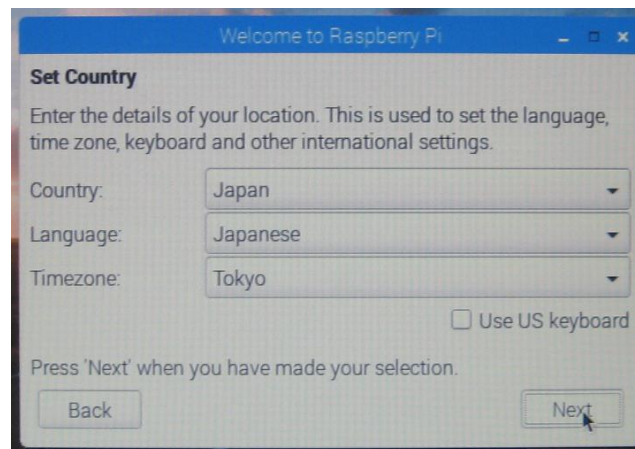 Welcome to Raspberry Pi
Set Country
Enter the details of your location. This is used to set the language,
time zone, keyboard and other international settings.
Country: Japan
Language: Japanese
Timezone: Tokyo
Use US keyboard
Press 'Next' when you have made your selection.
Back Next